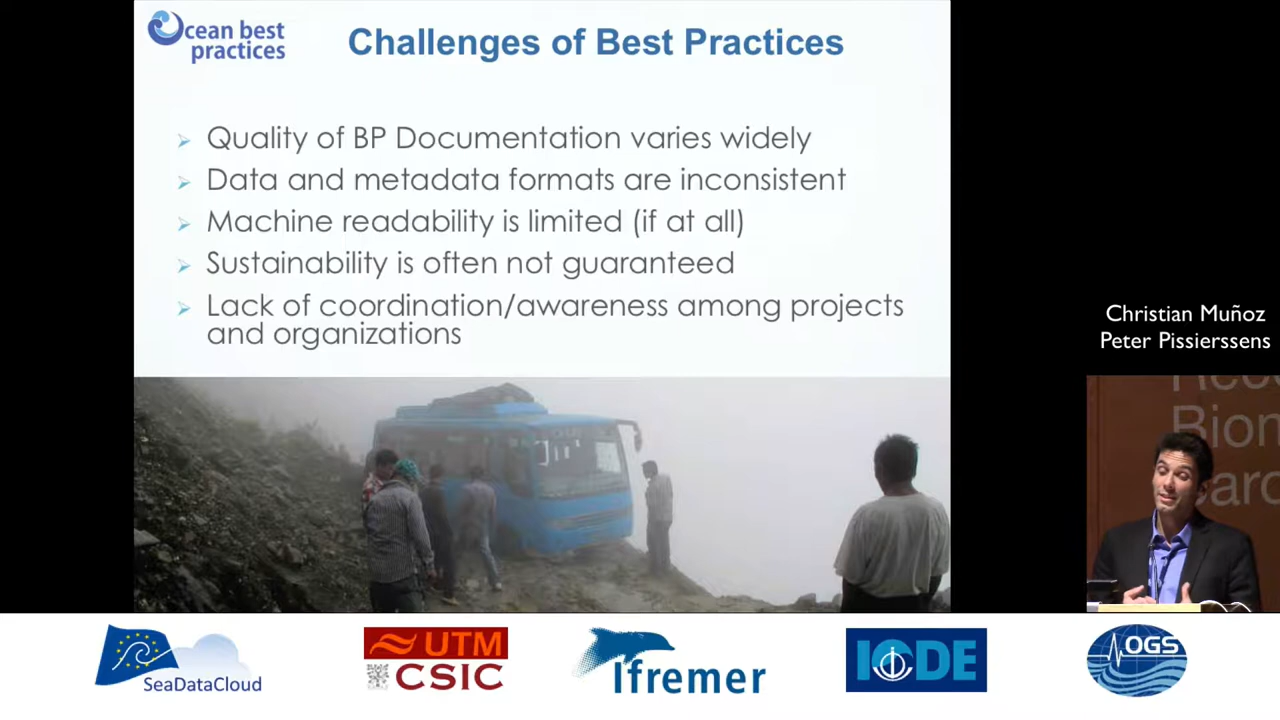 Ocean best
practices
Challenges of Best Practices
Quality of BP Documentation varies widely
Data and metadata formats are inconsistent
Machine readability is limited (if at all)
Sustainability is often not guaranteed
Lack of coordination/awareness among projects
and organizations
Christian Muñoz
Peter Pissierssens
Biom
SeaDataCloud
UTM
CSIC
Ifremer
IODE
OGS